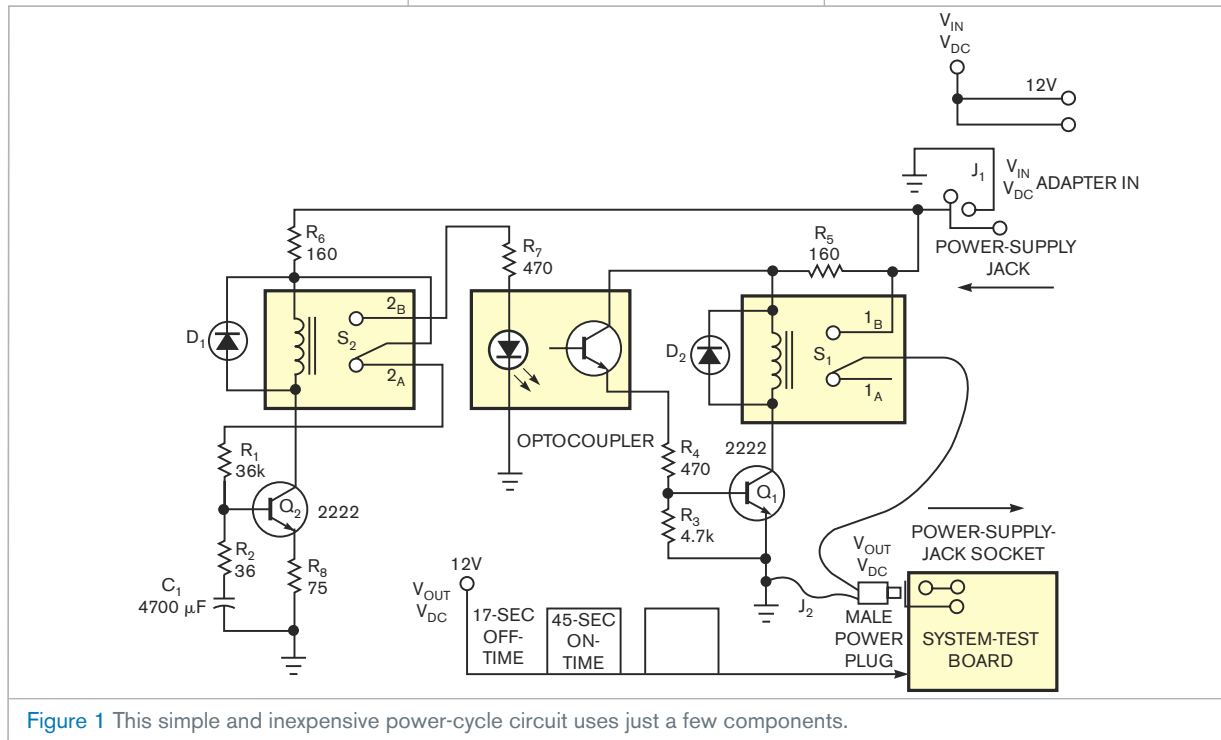 V_IN
V_DC
12V
J_1
V_IN
V_DC ADAPTER IN
POWER-SUPPLY
JACK
R_6
160
R_7
470
R_5
160
D_1
S_2
2_B
2_A
D_2
S_1
1_B
1_A
OPTOCOUPLER
R_1
36k
Q_2
2222
R_2
36
R_8
75
C_1
4700 μF
R_4
470
2222
Q_1
R_3
4.7k
POWER-SUPPLY-
JACK SOCKET
V_OUT
V_DC
J_2
MALE
POWER
PLUG
SYSTEM-TEST
BOARD
12V
V_OUT
V_DC
17-SEC
OFF-
TIME
45-SEC
ON-
TIME
Figure 1 This simple and inexpensive power-cycle circuit uses just a few components.